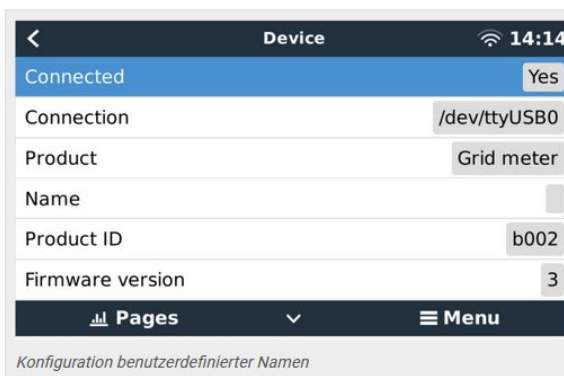 Device 14:14
Connected Yes
Connection /dev/ttyUSB0
Product Grid meter
Name
Product ID b002
Firmware version 3
Pages Menu
Konfiguration benutzerdefinierter Namen